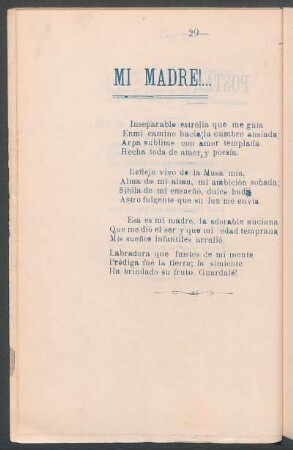 —29—
MI MADRE!...
Inseparable estrella que me guía
Enmi camino hacia la cumbre ansiada;
Arpa sublime con amor templada
Hecha toda de amor y poesía.
Reflejo vivo de la Musa mía,
Alma de mi alma, mi ambición soñada;
Sibila de mi ensueño, dulce hada
Astro fulgente que su luz me envía
Esa es mi madre, la adorable anciana
Que me dió el ser y que mi edad temprana
Mis sueños infantiles arrulló.
Labradora que fuistes de mi mente
Pródiga fué la tierra; la simiente
Ha brindado su fruto. Guardalé!